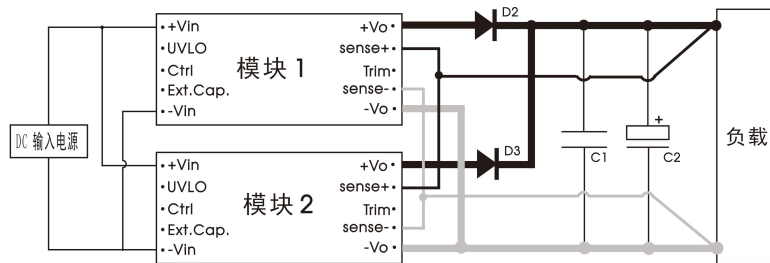 +Vin
UVLO
Ctrl
Ext.Cap.
-Vin
模块 1
+Vo
sense+
Trim
sense-
-Vo
D2
DC 输入电源
+Vin
UVLO
Ctrl
Ext.Cap.
-Vin
模块 2
+Vo
sense+
Trim
sense-
-Vo
D3
C1
+
C2
负载